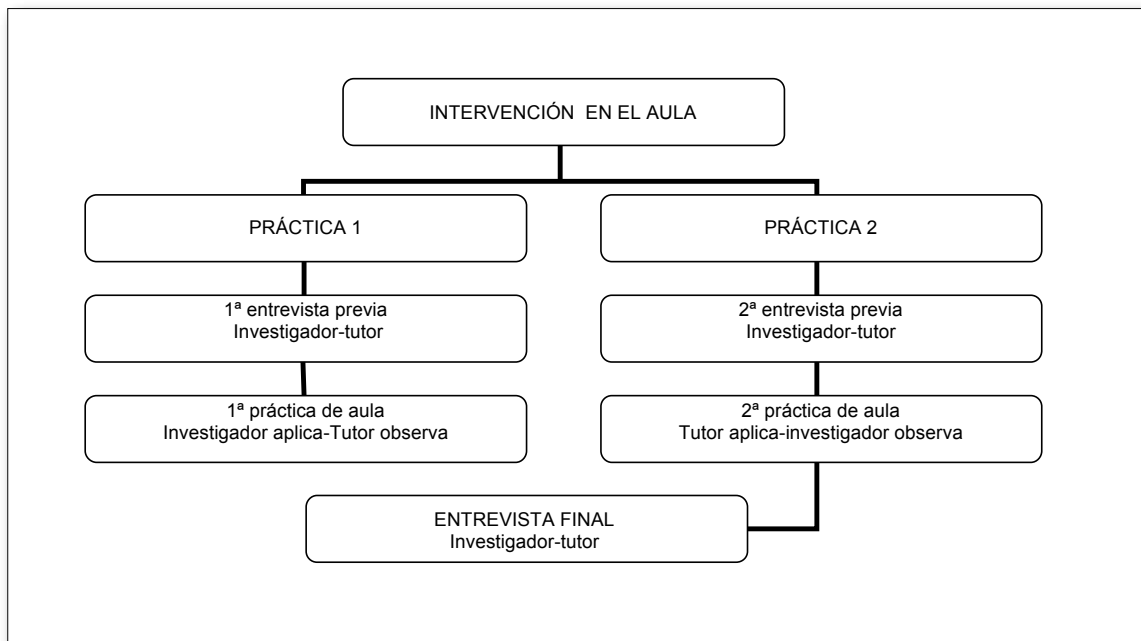 INTERVENCIÓN EN EL AULA
PRÁCTICA 1
PRÁCTICA 2
1ª entrevista previa
Investigador-tutor
2ª entrevista previa
Investigador-tutor
1ª práctica de aula
Investigador aplica-Tutor observa
2ª práctica de aula
Tutor aplica-investigador observa
ENTREVISTA FINAL
Investigador-tutor